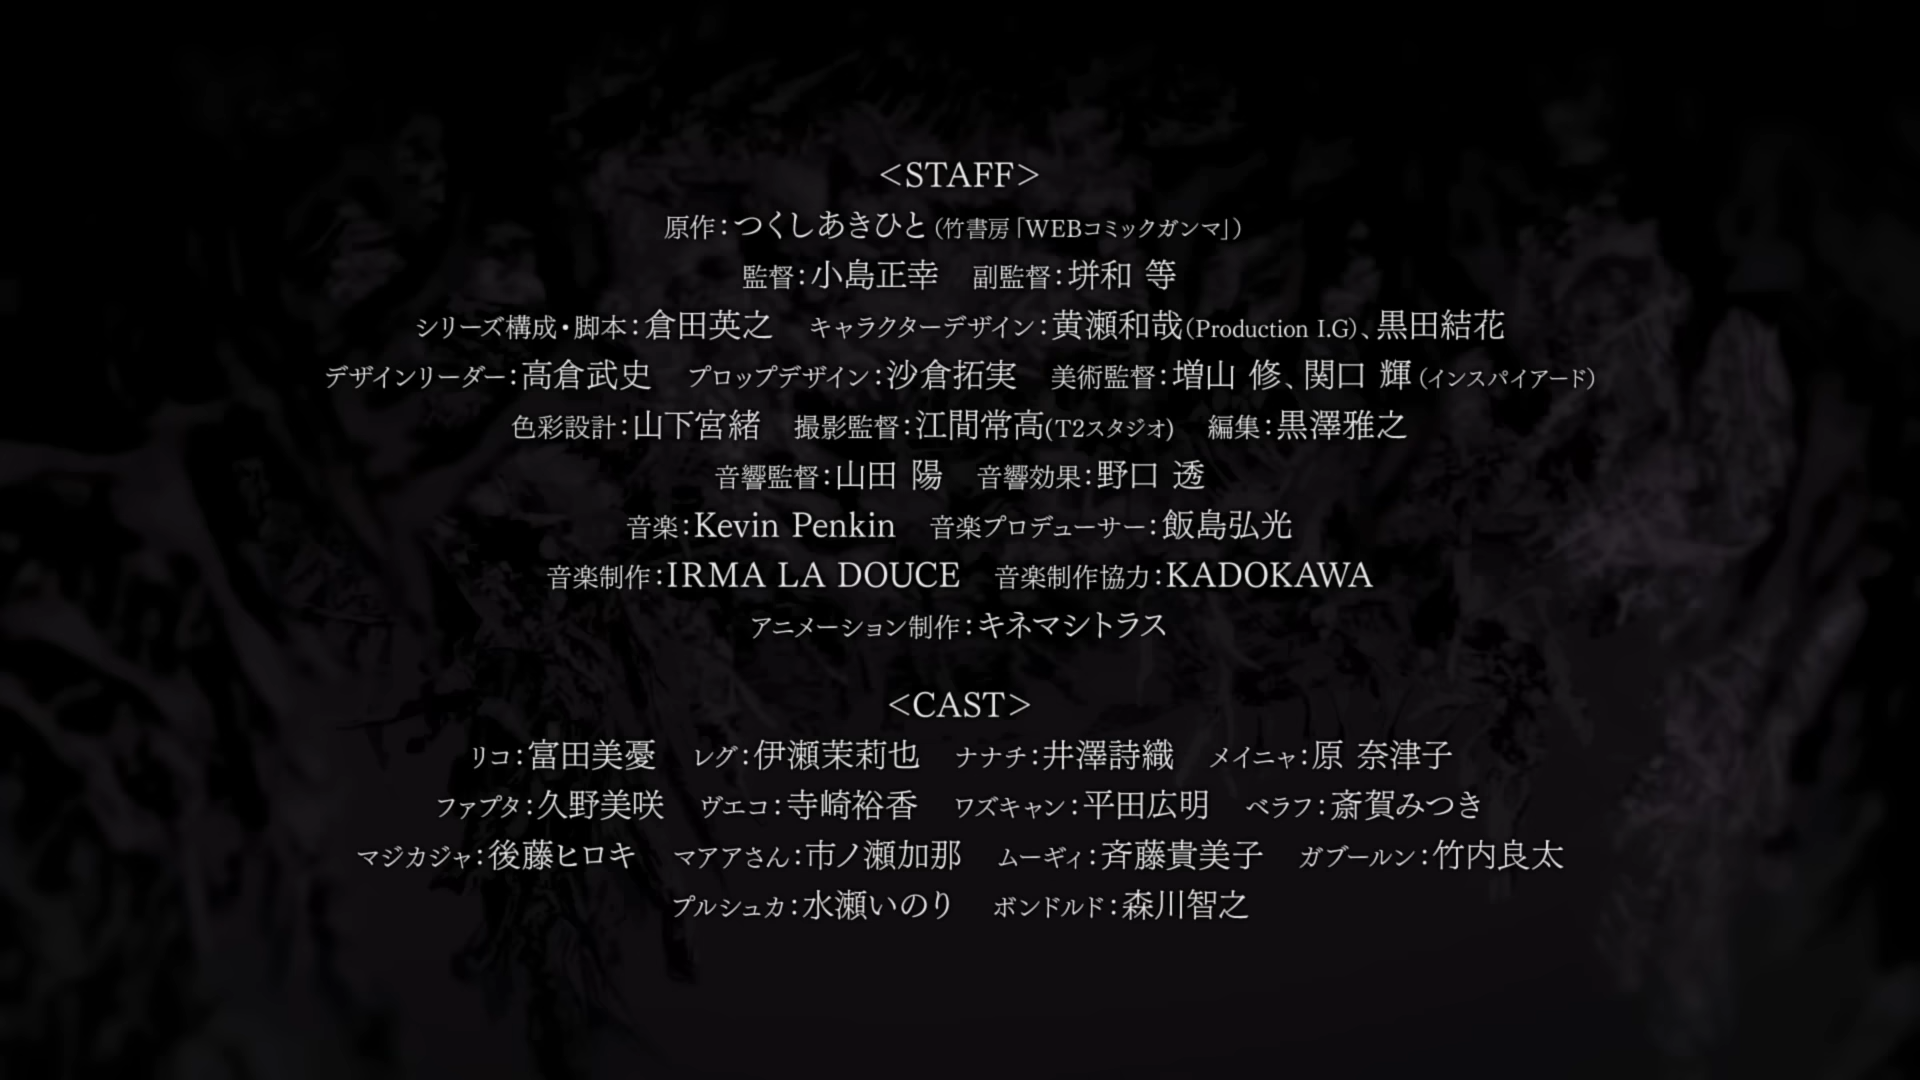 <STAFF>
原作：つくしあきひと（竹書房「WEBコミックガンマ」）
監督：小島正幸　副監督：垪和 等
シリーズ構成・脚本：倉田英之　キャラクターデザイン：黄瀬和哉（Production I.G）、黒田結花
デザインリーダー：高倉武史　プロップデザイン：沙倉拓実　美術監督：増山 修、関口 輝（インスパイアード）
色彩設計：山下宮緒　撮影監督：江間常高(T2スタジオ)　編集：黒澤雅之
音響監督：山田 陽　音響効果：野口 透
音楽：Kevin Penkin　音楽プロデューサー：飯島弘光
音楽制作：IRMA LA DOUCE　音楽制作協力：KADOKAWA
アニメーション制作：キネマシトラス
<CAST>
リコ：富田美憂　レグ：伊瀬茉莉也　ナナチ：井澤詩織　メイニャ：原 奈津子
ファプタ：久野美咲　ヴエコ：寺崎裕香　ワズキャン：平田広明　ベラフ：斎賀みつき
マジカジャ：後藤ヒロキ　マアアさん：市ノ瀬加那　ムーギィ：斉藤貴美子　ガブールン：竹内良太
プルシュカ：水瀬いのり　ボンドルド：森川智之